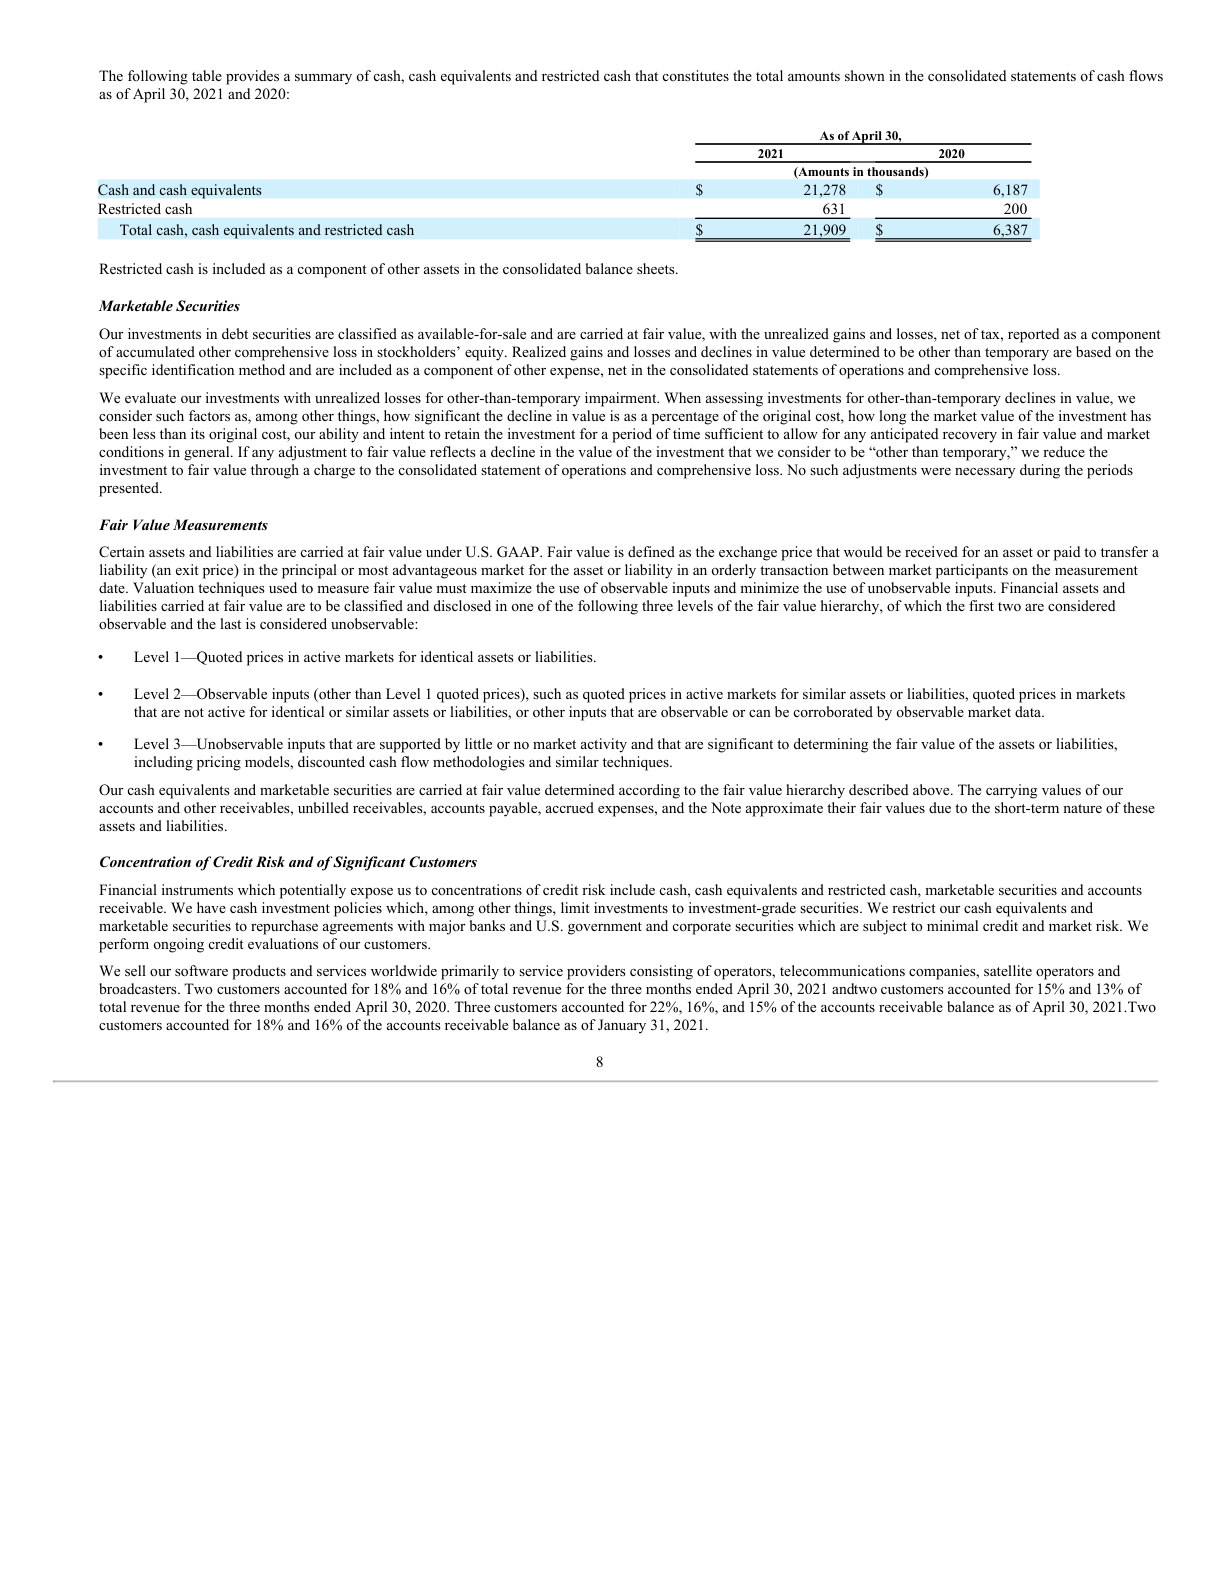 The following table provides a summary of cash, cash equivalents and restricted cash that constitutes the total amounts shown in the consolidated statements of cash flows
as of April 30, 2021 and 2020:
As of April 30,
2021 2020
(Amounts in thousands)
Cash and cash equivalents $ 21,278 $ 6,187
Restricted cash 631 200
Total cash, cash equivalents and restricted cash $ 21,909 $ 6,387
Restricted cash is included as a component of other assets in the consolidated balance sheets.
Marketable Securities
Our investments in debt securities are classified as available-for-sale and are carried at fair value, with the unrealized gains and losses, net of tax, reported as a component
of accumulated other comprehensive loss in stockholders’ equity. Realized gains and losses and declines in value determined to be other than temporary are based on the
specific identification method and are included as a component of other expense, net in the consolidated statements of operations and comprehensive loss.
We evaluate our investments with unrealized losses for other-than-temporary impairment. When assessing investments for other-than-temporary declines in value, we
consider such factors as, among other things, how significant the decline in value is as a percentage of the original cost, how long the market value of the investment has
been less than its original cost, our ability and intent to retain the investment for a period of time sufficient to allow for any anticipated recovery in fair value and market
conditions in general. If any adjustment to fair value reflects a decline in the value of the investment that we consider to be “other than temporary,” we reduce the
investment to fair value through a charge to the consolidated statement of operations and comprehensive loss. No such adjustments were necessary during the periods
presented.
Fair Value Measurements
Certain assets and liabilities are carried at fair value under U.S. GAAP. Fair value is defined as the exchange price that would be received for an asset or paid to transfer a
liability (an exit price) in the principal or most advantageous market for the asset or liability in an orderly transaction between market participants on the measurement
date. Valuation techniques used to measure fair value must maximize the use of observable inputs and minimize the use of unobservable inputs. Financial assets and
liabilities carried at fair value are to be classified and disclosed in one of the following three levels of the fair value hierarchy, of which the first two are considered
observable and the last is considered unobservable:
• Level 1—Quoted prices in active markets for identical assets or liabilities.
• Level 2—Observable inputs (other than Level 1 quoted prices), such as quoted prices in active markets for similar assets or liabilities, quoted prices in markets
that are not active for identical or similar assets or liabilities, or other inputs that are observable or can be corroborated by observable market data.
• Level 3—Unobservable inputs that are supported by little or no market activity and that are significant to determining the fair value of the assets or liabilities,
including pricing models, discounted cash flow methodologies and similar techniques.
Our cash equivalents and marketable securities are carried at fair value determined according to the fair value hierarchy described above. The carrying values of our
accounts and other receivables, unbilled receivables, accounts payable, accrued expenses, and the Note approximate their fair values due to the short-term nature of these
assets and liabilities.
Concentration of Credit Risk and of Significant Customers
Financial instruments which potentially expose us to concentrations of credit risk include cash, cash equivalents and restricted cash, marketable securities and accounts
receivable. We have cash investment policies which, among other things, limit investments to investment-grade securities. We restrict our cash equivalents and
marketable securities to repurchase agreements with major banks and U.S. government and corporate securities which are subject to minimal credit and market risk. We
perform ongoing credit evaluations of our customers.
We sell our software products and services worldwide primarily to service providers consisting of operators, telecommunications companies, satellite operators and
broadcasters. Two customers accounted for 18% and 16% of total revenue for the three months ended April 30, 2021 andtwo customers accounted for 15% and 13% of
total revenue for the three months ended April 30, 2020. Three customers accounted for 22%, 16%, and 15% of the accounts receivable balance as of April 30, 2021.Two
customers accounted for 18% and 16% of the accounts receivable balance as of January 31, 2021.
8